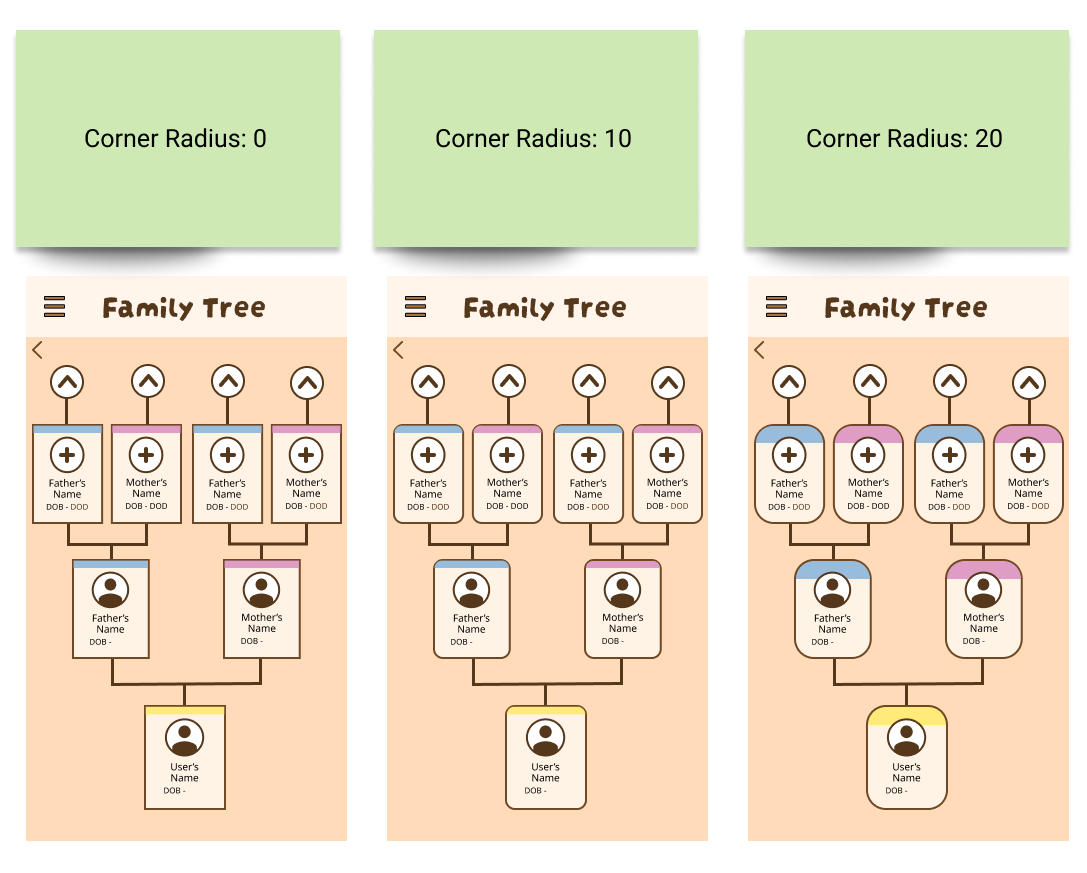 Corner Radius: 0
Corner Radius: 10
Corner Radius: 20
Family Tree
Father's
Name
DOB - DOD
Mother's
Name
DOB - DOD
Father's
Name
DOB - DOD
Mother's
Name
DOB - DOD
Father's
Name
DOB -
Mother's
Name
DOB -
User's
Name
DOB -
Family Tree
Father's
Name
DOB - DOD
Mother's
Name
DOB - DOD
Father's
Name
DOB - DOD
Mother's
Name
DOB - DOD
Father's
Name
DOB -
Mother's
Name
DOB -
User's
Name
DOB -
Family Tree
Father's
Name
DOB - DOD
Mother's
Name
DOB - DOD
Father's
Name
DOB - DOD
Mother's
Name
DOB - DOD
Father's
Name
DOB -
Mother's
Name
DOB -
User's
Name
DOB -